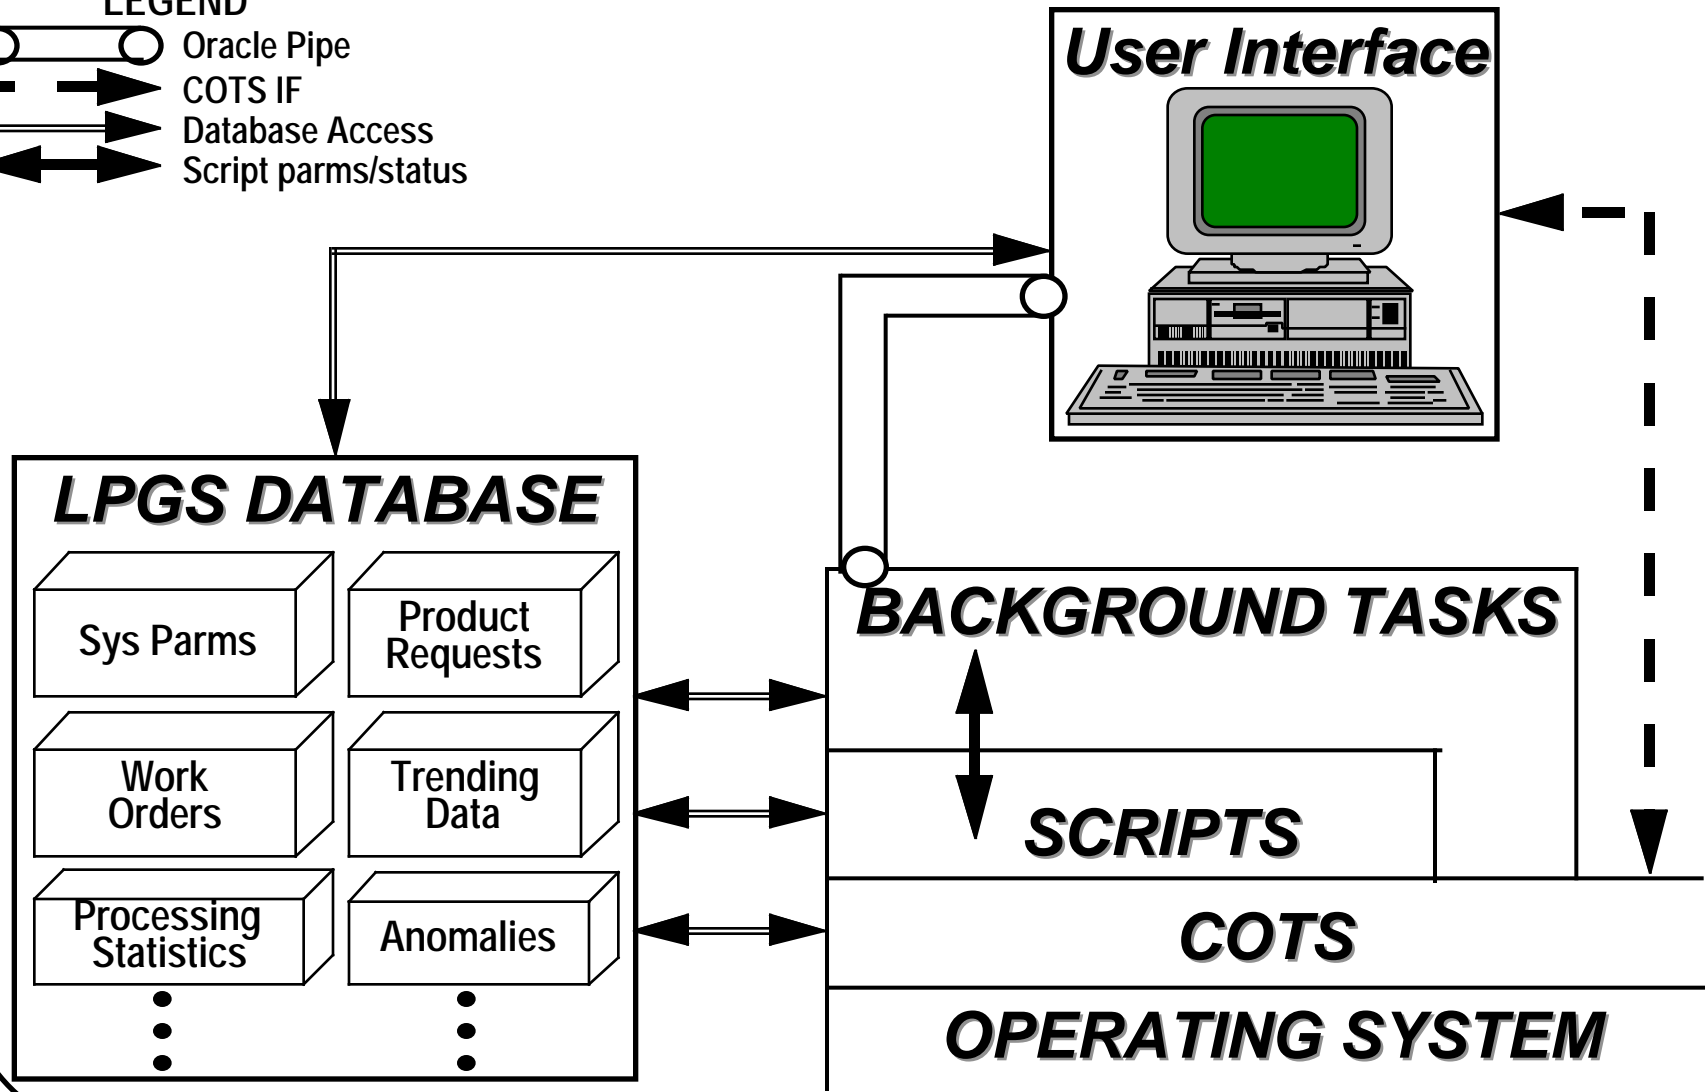 LEGEND
Oracle Pipe
COTS IF
Database Access
Script parms/status
User Interface
LPGS DATABASE
Sys Parms
Product
Requests
Work
Orders
Trending
Data
Processing
Statistics
Anomalies
BACKGROUND TASKS
SCRIPTS
COTS
OPERATING SYSTEM